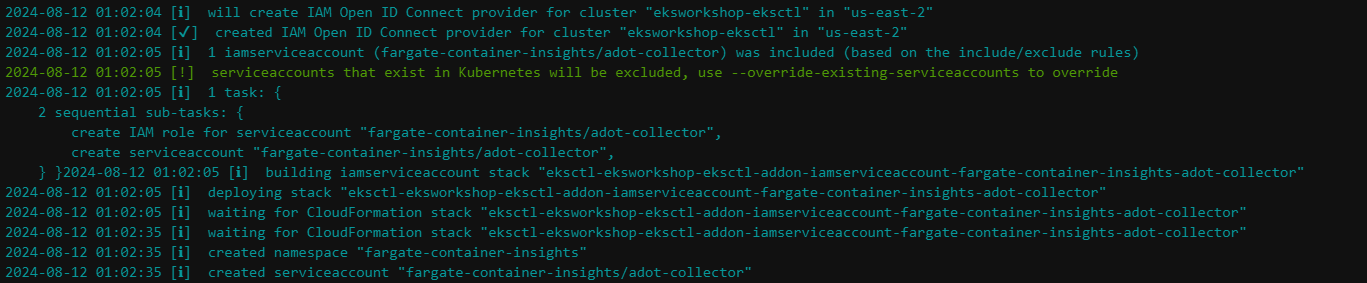 2024-08-12 01:02:04 [ℹ]  will create IAM Open ID Connect provider for cluster "eksworkshop-eksctl" in "us-east-2"
2024-08-12 01:02:04 [✔]  created IAM Open ID Connect provider for cluster "eksworkshop-eksctl" in "us-east-2"
2024-08-12 01:02:05 [ℹ]  1 iamserviceaccount (fargate-container-insights/adot-collector) was included (based on the include/exclude rules)
2024-08-12 01:02:05 [!]  serviceaccounts that exist in Kubernetes will be excluded, use --override-existing-serviceaccounts to override
2024-08-12 01:02:05 [ℹ]  1 task: {
    2 sequential sub-tasks: {
        create IAM role for serviceaccount "fargate-container-insights/adot-collector",
        create serviceaccount "fargate-container-insights/adot-collector",
    } }2024-08-12 01:02:05 [ℹ]  building iamserviceaccount stack "eksctl-eksworkshop-eksctl-addon-iamserviceaccount-fargate-container-insights-adot-collector"
2024-08-12 01:02:05 [ℹ]  deploying stack "eksctl-eksworkshop-eksctl-addon-iamserviceaccount-fargate-container-insights-adot-collector"
2024-08-12 01:02:05 [ℹ]  waiting for CloudFormation stack "eksctl-eksworkshop-eksctl-addon-iamserviceaccount-fargate-container-insights-adot-collector"
2024-08-12 01:02:35 [ℹ]  waiting for CloudFormation stack "eksctl-eksworkshop-eksctl-addon-iamserviceaccount-fargate-container-insights-adot-collector"
2024-08-12 01:02:35 [ℹ]  created namespace "fargate-container-insights"
2024-08-12 01:02:35 [ℹ]  created serviceaccount "fargate-container-insights/adot-collector"